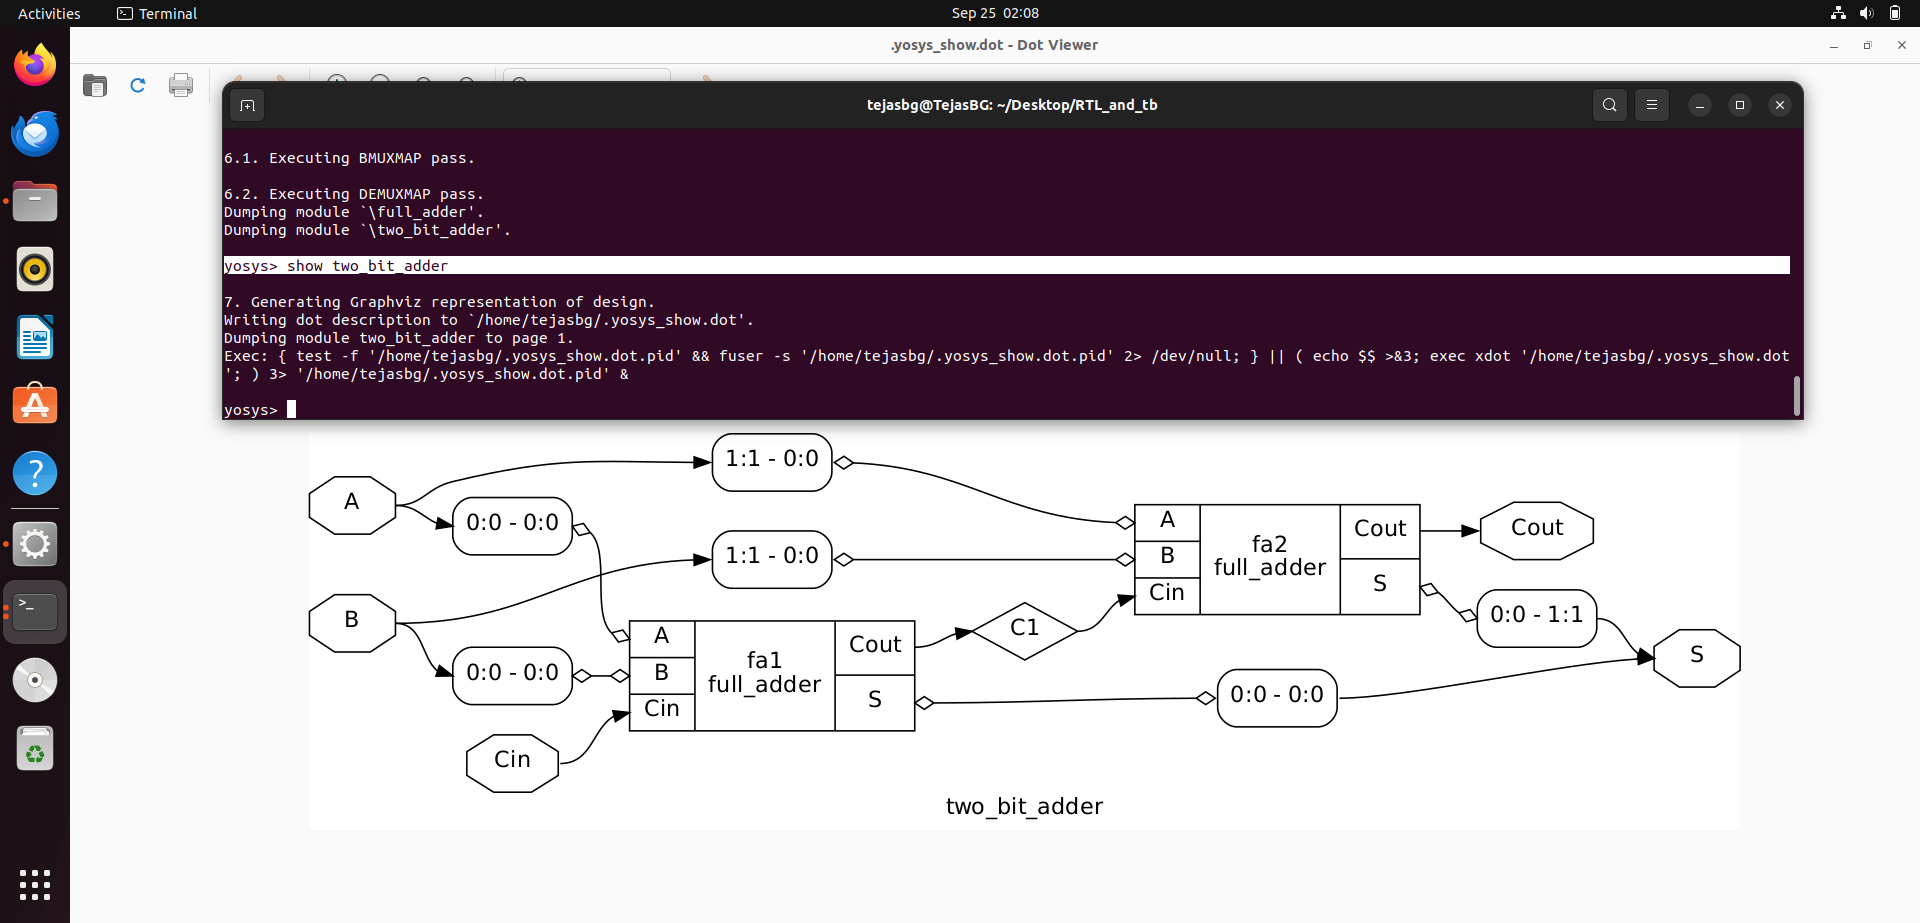 Activities
Terminal
Sep 25 02:08
.yosys_show.dot - Dot Viewer
tejasbg@TejasBG: ~/Desktop/RTL_and_tb
6.1. Executing BMUXMAP pass.
6.2. Executing DEMUXMAP pass.
Dumping module `\full_adder'.
Dumping module `\two_bit_adder'.
yosys> show two_bit_adder
7. Generating Graphviz representation of design.
Writing dot description to `/home/tejasbg/.yosys_show.dot'.
Dumping module two_bit_adder to page 1.
Exec: { test -f '/home/tejasbg/.yosys_show.dot.pid' && fuser -s '/home/tejasbg/.yosys_show.dot.pid' 2> /dev/null; } || ( echo $$ >&3; exec xdot '/home/tejasbg/.yosys_show.dot
'; ) 3> '/home/tejasbg/.yosys_show.dot.pid' &
yosys>
A
0:0 - 0:0
1:1 - 0:0
1:1 - 0:0
B
0:0 - 0:0
Cin
A
B
Cin
fa1
full_adder
Cout
S
C1
A
B
Cin
fa2
full_adder
Cout
S
Cout
0:0 - 1:1
0:0 - 0:0
S
two_bit_adder